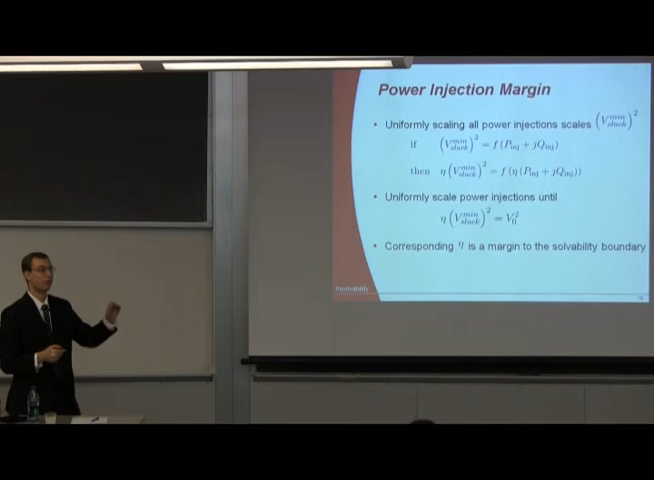 Power Injection Margin
• Uniformly scaling all power injections scales (V_slack^min)^2
if (V_slack^min)^2 = f(P_inj + jQ_inj)
then η(V_slack^min)^2 = f(η(P_inj + jQ_inj))
• Uniformly scale power injections until
η(V_slack^min)^2 = V_0^2
• Corresponding η is a margin to the solvability boundary
Insolvability